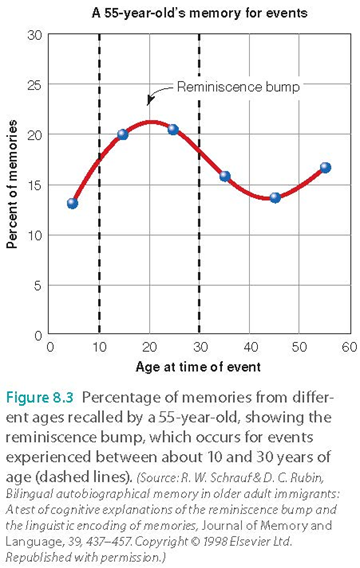 A 55-year-old's memory for events
30
25
20
15
10
5
0
Percent of memories
Reminiscence bump
0 10 20 30 40 50 60
Age at time of event
Figure 8.3 Percentage of memories from differ-
ent ages recalled by a 55-year-old, showing the
reminiscence bump, which occurs for events
experienced between about 10 and 30 years of
age (dashed lines). (Source: R. W. Schrauf & D. C. Rubin,
Bilingual autobiographical memory in older adult immigrants:
A test of cognitive explanations of the reminiscence bump and
the linguistic encoding of memories, Journal of Memory and
Language, 39, 437–457. Copyright © 1998 Elsevier Ltd.
Republished with permission.)